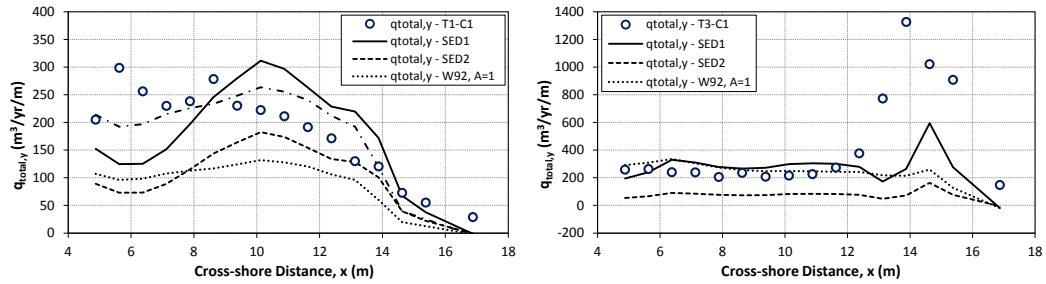 400
350
300
250
200
150
100
50
0
q_total,y (m³/yr/m)
4 6 8 10 12 14 16 18
Cross-shore Distance, x (m)
qtotal,y - T1-C1
qtotal,y - SED1
qtotal,y - SED2
qtotal,y - W92, A=1
1400
1200
1000
800
600
400
200
0
-200
q_total,y (m³/yr/m)
4 6 8 10 12 14 16 18
Cross-shore Distance, x (m)
qtotal,y - T3-C1
qtotal,y - SED1
qtotal,y - SED2
qtotal,y - W92, A=1